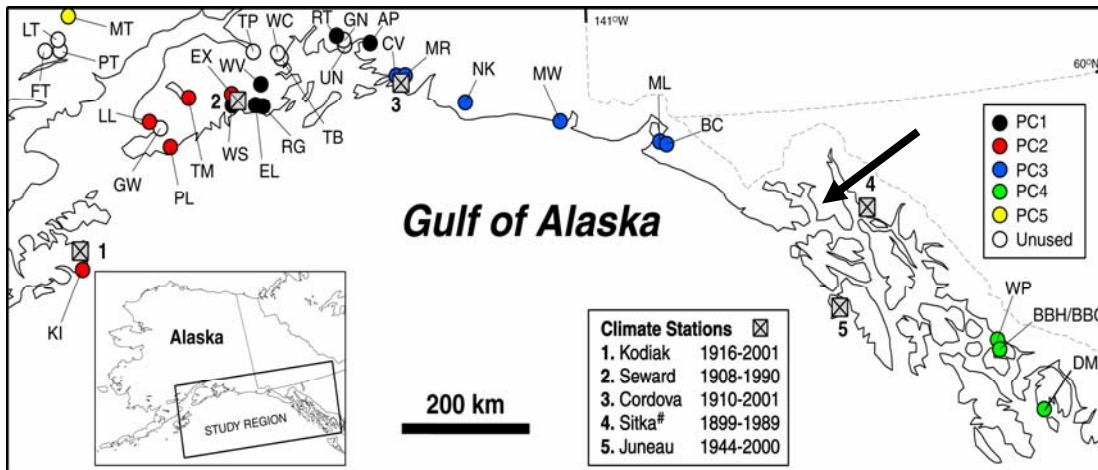 RT GN AP
TP WC
CV MR
141°W
60°N
LT MT
PT
FT
EX
WV
UN
NK
MW
ML
BC
2
3
LL
GW
PL
TM
WS
EL
RG
TB
PC1
PC2
PC3
PC4
PC5
Unused
Gulf of Alaska
4
1
5
KI
WP
BBH/BBC
DM
Alaska
STUDY REGION
200 km
Climate Stations
1. Kodiak 1916-2001
2. Seward 1908-1990
3. Cordova 1910-2001
4. Sitka# 1899-1989
5. Juneau 1944-2000